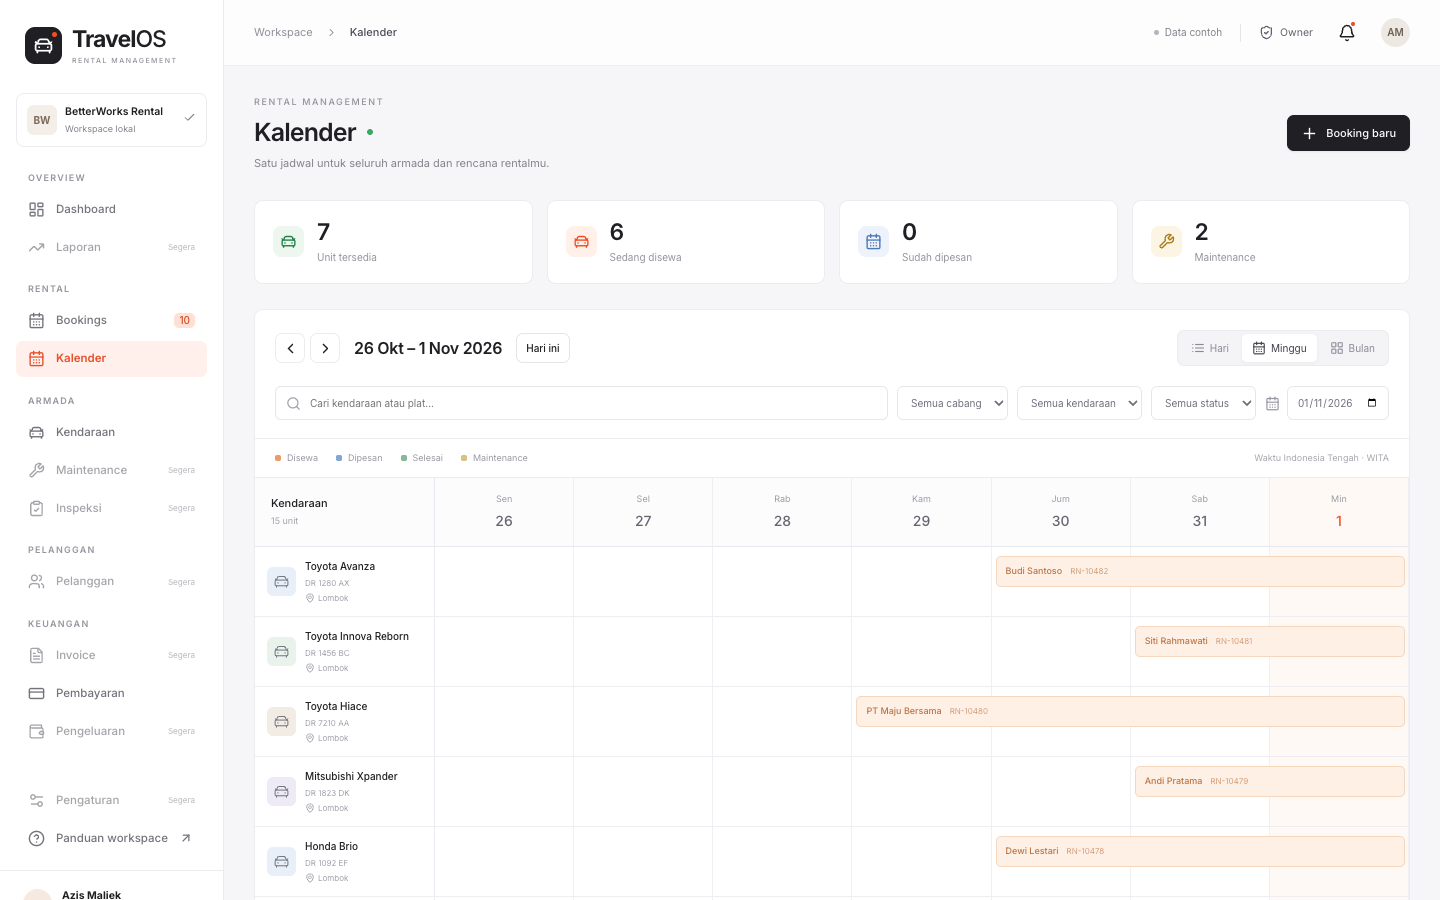 TravelOS
RENTAL MANAGEMENT
BW
BetterWorks Rental
Workspace lokal
OVERVIEW
Dashboard
Laporan Segera
RENTAL
Bookings 10
Kalender
ARMADA
Kendaraan
Maintenance Segera
Inspeksi Segera
PELANGGAN
Pelanggan Segera
KEUANGAN
Invoice Segera
Pembayaran
Pengeluaran Segera
Pengaturan Segera
Panduan workspace
Azis Maliek
Workspace Kalender
Data contoh
Owner
AM
RENTAL MANAGEMENT
Kalender
Satu jadwal untuk seluruh armada dan rencana rentalmu.
Booking baru
7
Unit tersedia
6
Sedang disewa
0
Sudah dipesan
2
Maintenance
26 Okt – 1 Nov 2026
Hari ini
Hari Minggu Bulan
Cari kendaraan atau plat...
Semua cabang
Semua kendaraan
Semua status
01/11/2026
Disewa Dipesan Selesai Maintenance
Waktu Indonesia Tengah · WITA
Kendaraan
15 unit
Sen
26
Sel
27
Rab
28
Kam
29
Jum
30
Sab
31
Min
1
Toyota Avanza
DR 1280 AX
Lombok
Budi Santoso RN-10482
Toyota Innova Reborn
DR 1456 BC
Lombok
Siti Rahmawati RN-10481
Toyota Hiace
DR 7210 AA
Lombok
PT Maju Bersama RN-10480
Mitsubishi Xpander
DR 1823 DK
Lombok
Andi Pratama RN-10479
Honda Brio
DR 1092 EF
Lombok
Dewi Lestari RN-10478